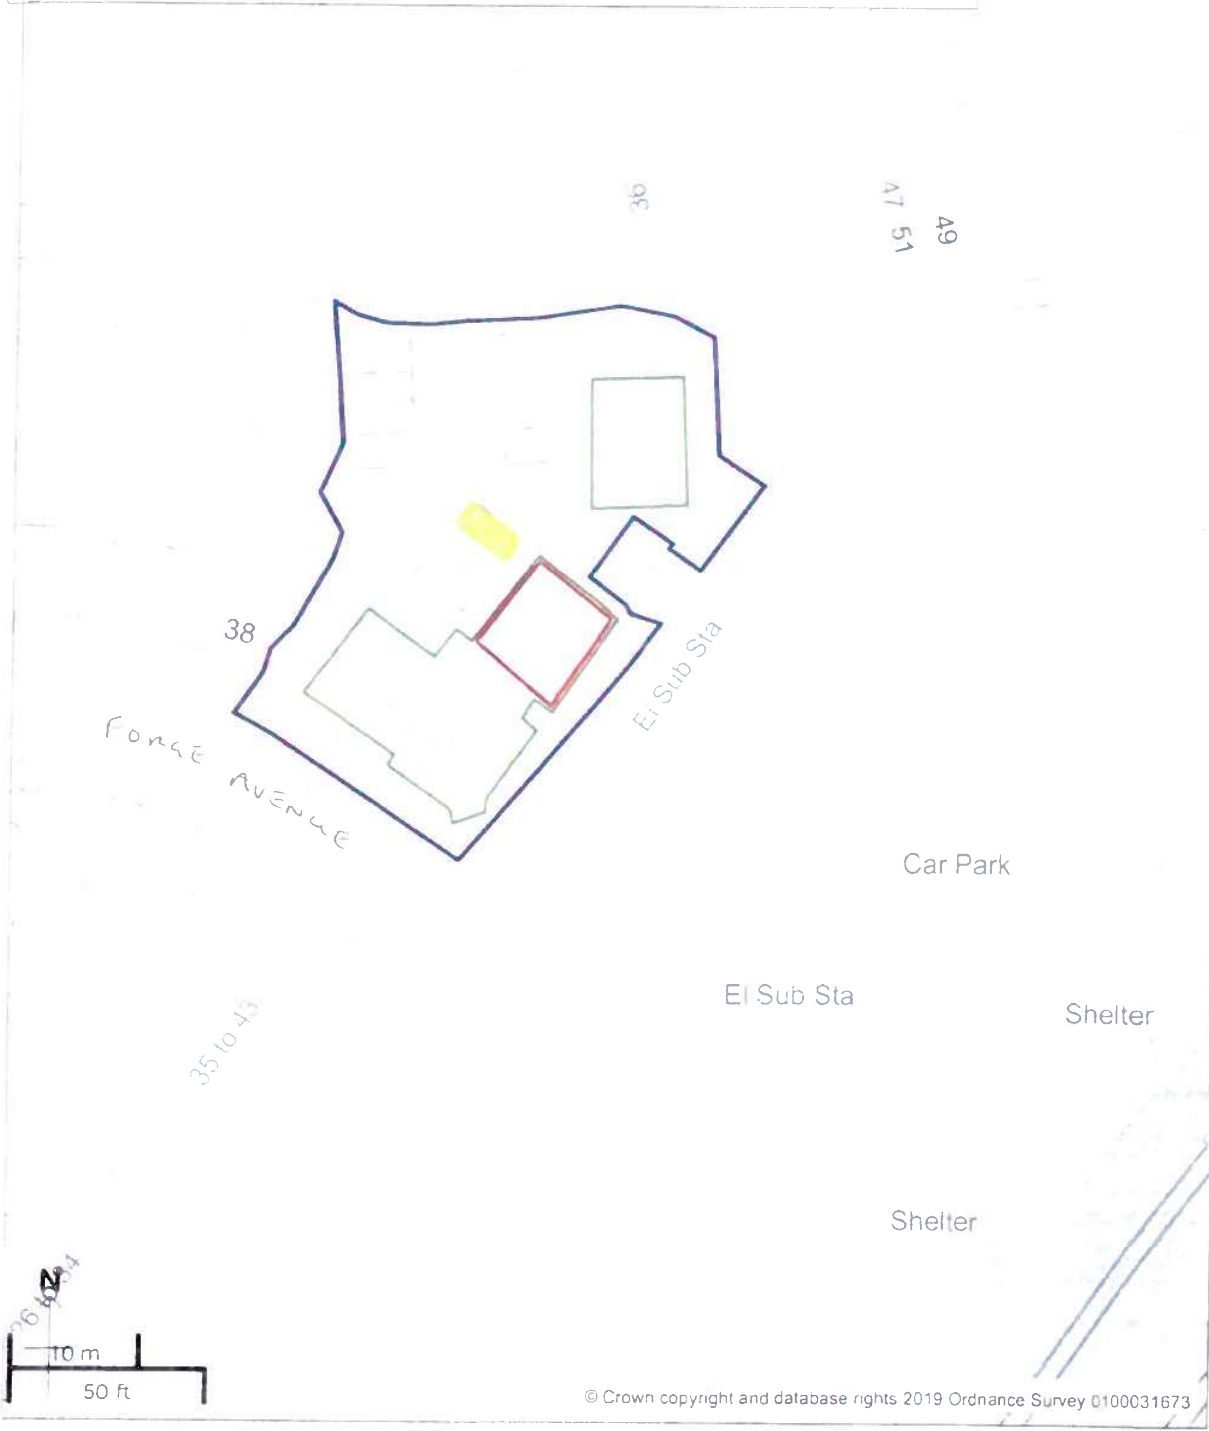 36
47
51
49
38
El Sub Sta
FORGE AVENUE
Car Park
El Sub Sta
Shelter
35 to 43
Shelter
N
10 m
50 ft
© Crown copyright and database rights 2019 Ordnance Survey 0100031673